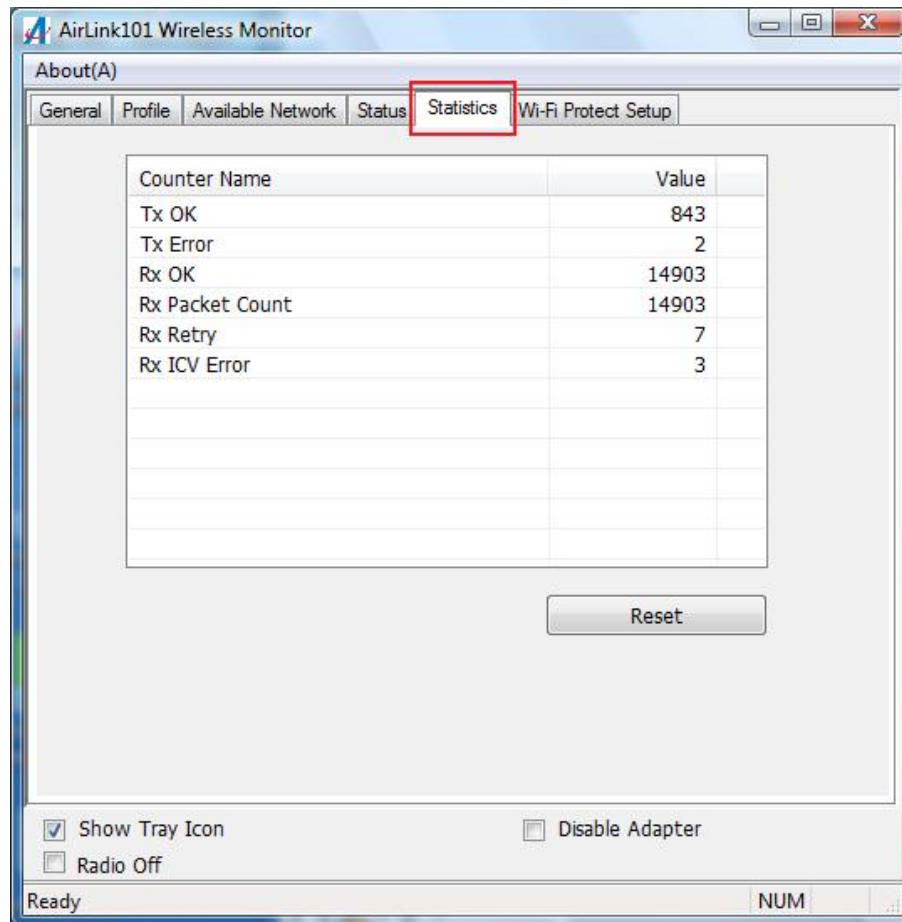 AirLink101 Wireless Monitor
About(A)
General Profile Available Network Status Statistics Wi-Fi Protect Setup
Counter Name Value
Tx OK 843
Tx Error 2
Rx OK 14903
Rx Packet Count 14903
Rx Retry 7
Rx ICV Error 3
Reset
Show Tray Icon Disable Adapter
Radio Off
Ready NUM